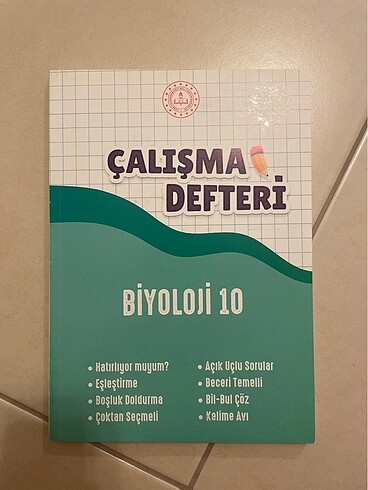 ÇALIŞMA
DEFTERİ
BİYOLOJİ 10
• Hatırlıyor muyum?
• Eşleştirme
• Boşluk Doldurma
• Çoktan Seçmeli
• Açık Uçlu Sorular
• Beceri Temelli
• Bil-Bul Çöz
• Kelime Avı